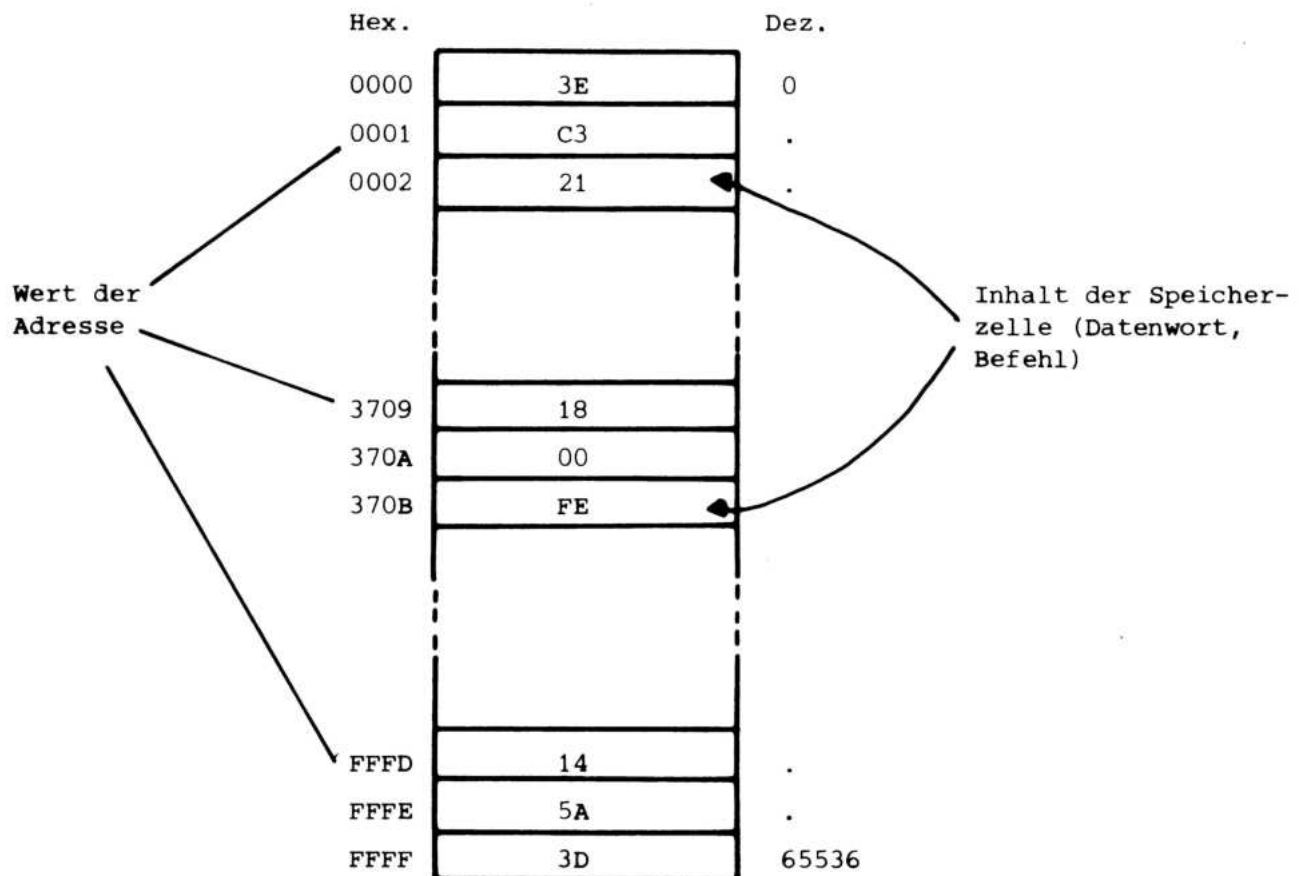 Hex. Dez.
0000 3E 0
0001 C3 .
0002 21 .
Wert der
Adresse
Inhalt der Speicher-
zelle (Datenwort,
Befehl)
3709 18
370A 00
370B FE
FFFD 14 .
FFFE 5A .
FFFF 3D 65536